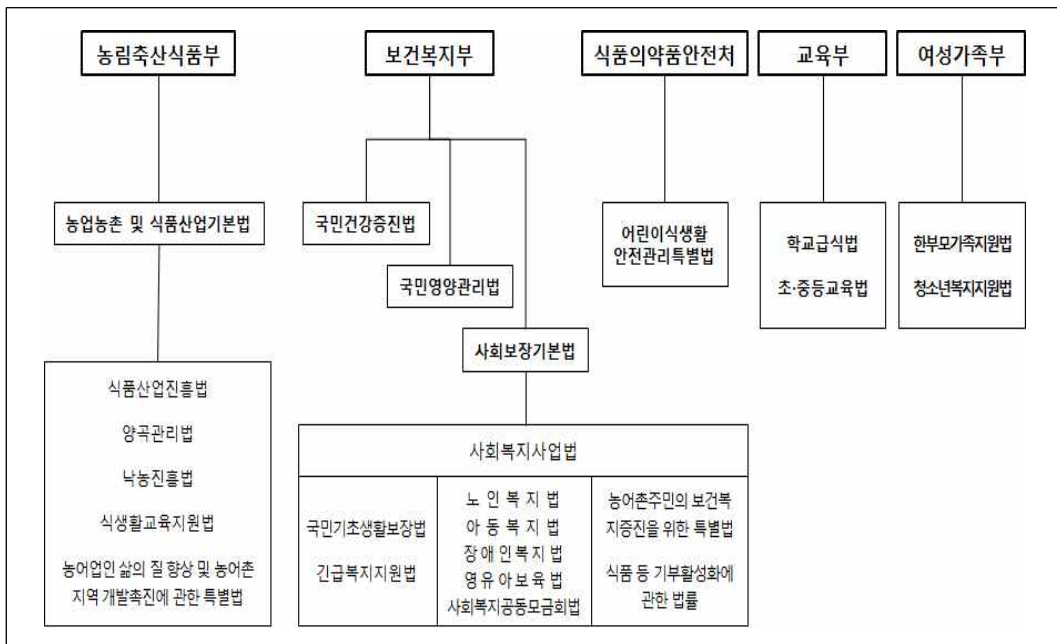 농림축산식품부
보건복지부
식품의약품안전처
교육부
여성가족부
농업농촌 및 식품산업기본법
국민건강증진법
국민영양관리법
사회보장기본법
어린이식생활
안전관리특별법
학교급식법
초·중등교육법
한부모가족지원법
청소년복지지원법
식품산업진흥법
양곡관리법
낙농진흥법
식생활교육지원법
농어업인 삶의 질 향상 및 농어촌
지역 개발촉진에 관한 특별법
사회복지사업법
국민기초생활보장법
긴급복지지원법
노 인 복 지 법
아 동 복 지 법
장애인복지법
영유아보육법
사회복지공동모금회법
농어촌주민의 보건복
지증진을 위한 특별법
식품 등 기부활성화에
관한 법률